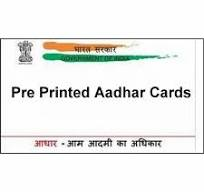 भारत सरकार
GOVERNMENT OF INDIA
Pre Printed Aadhar Cards
आधार - आम आदमी का अधिकार